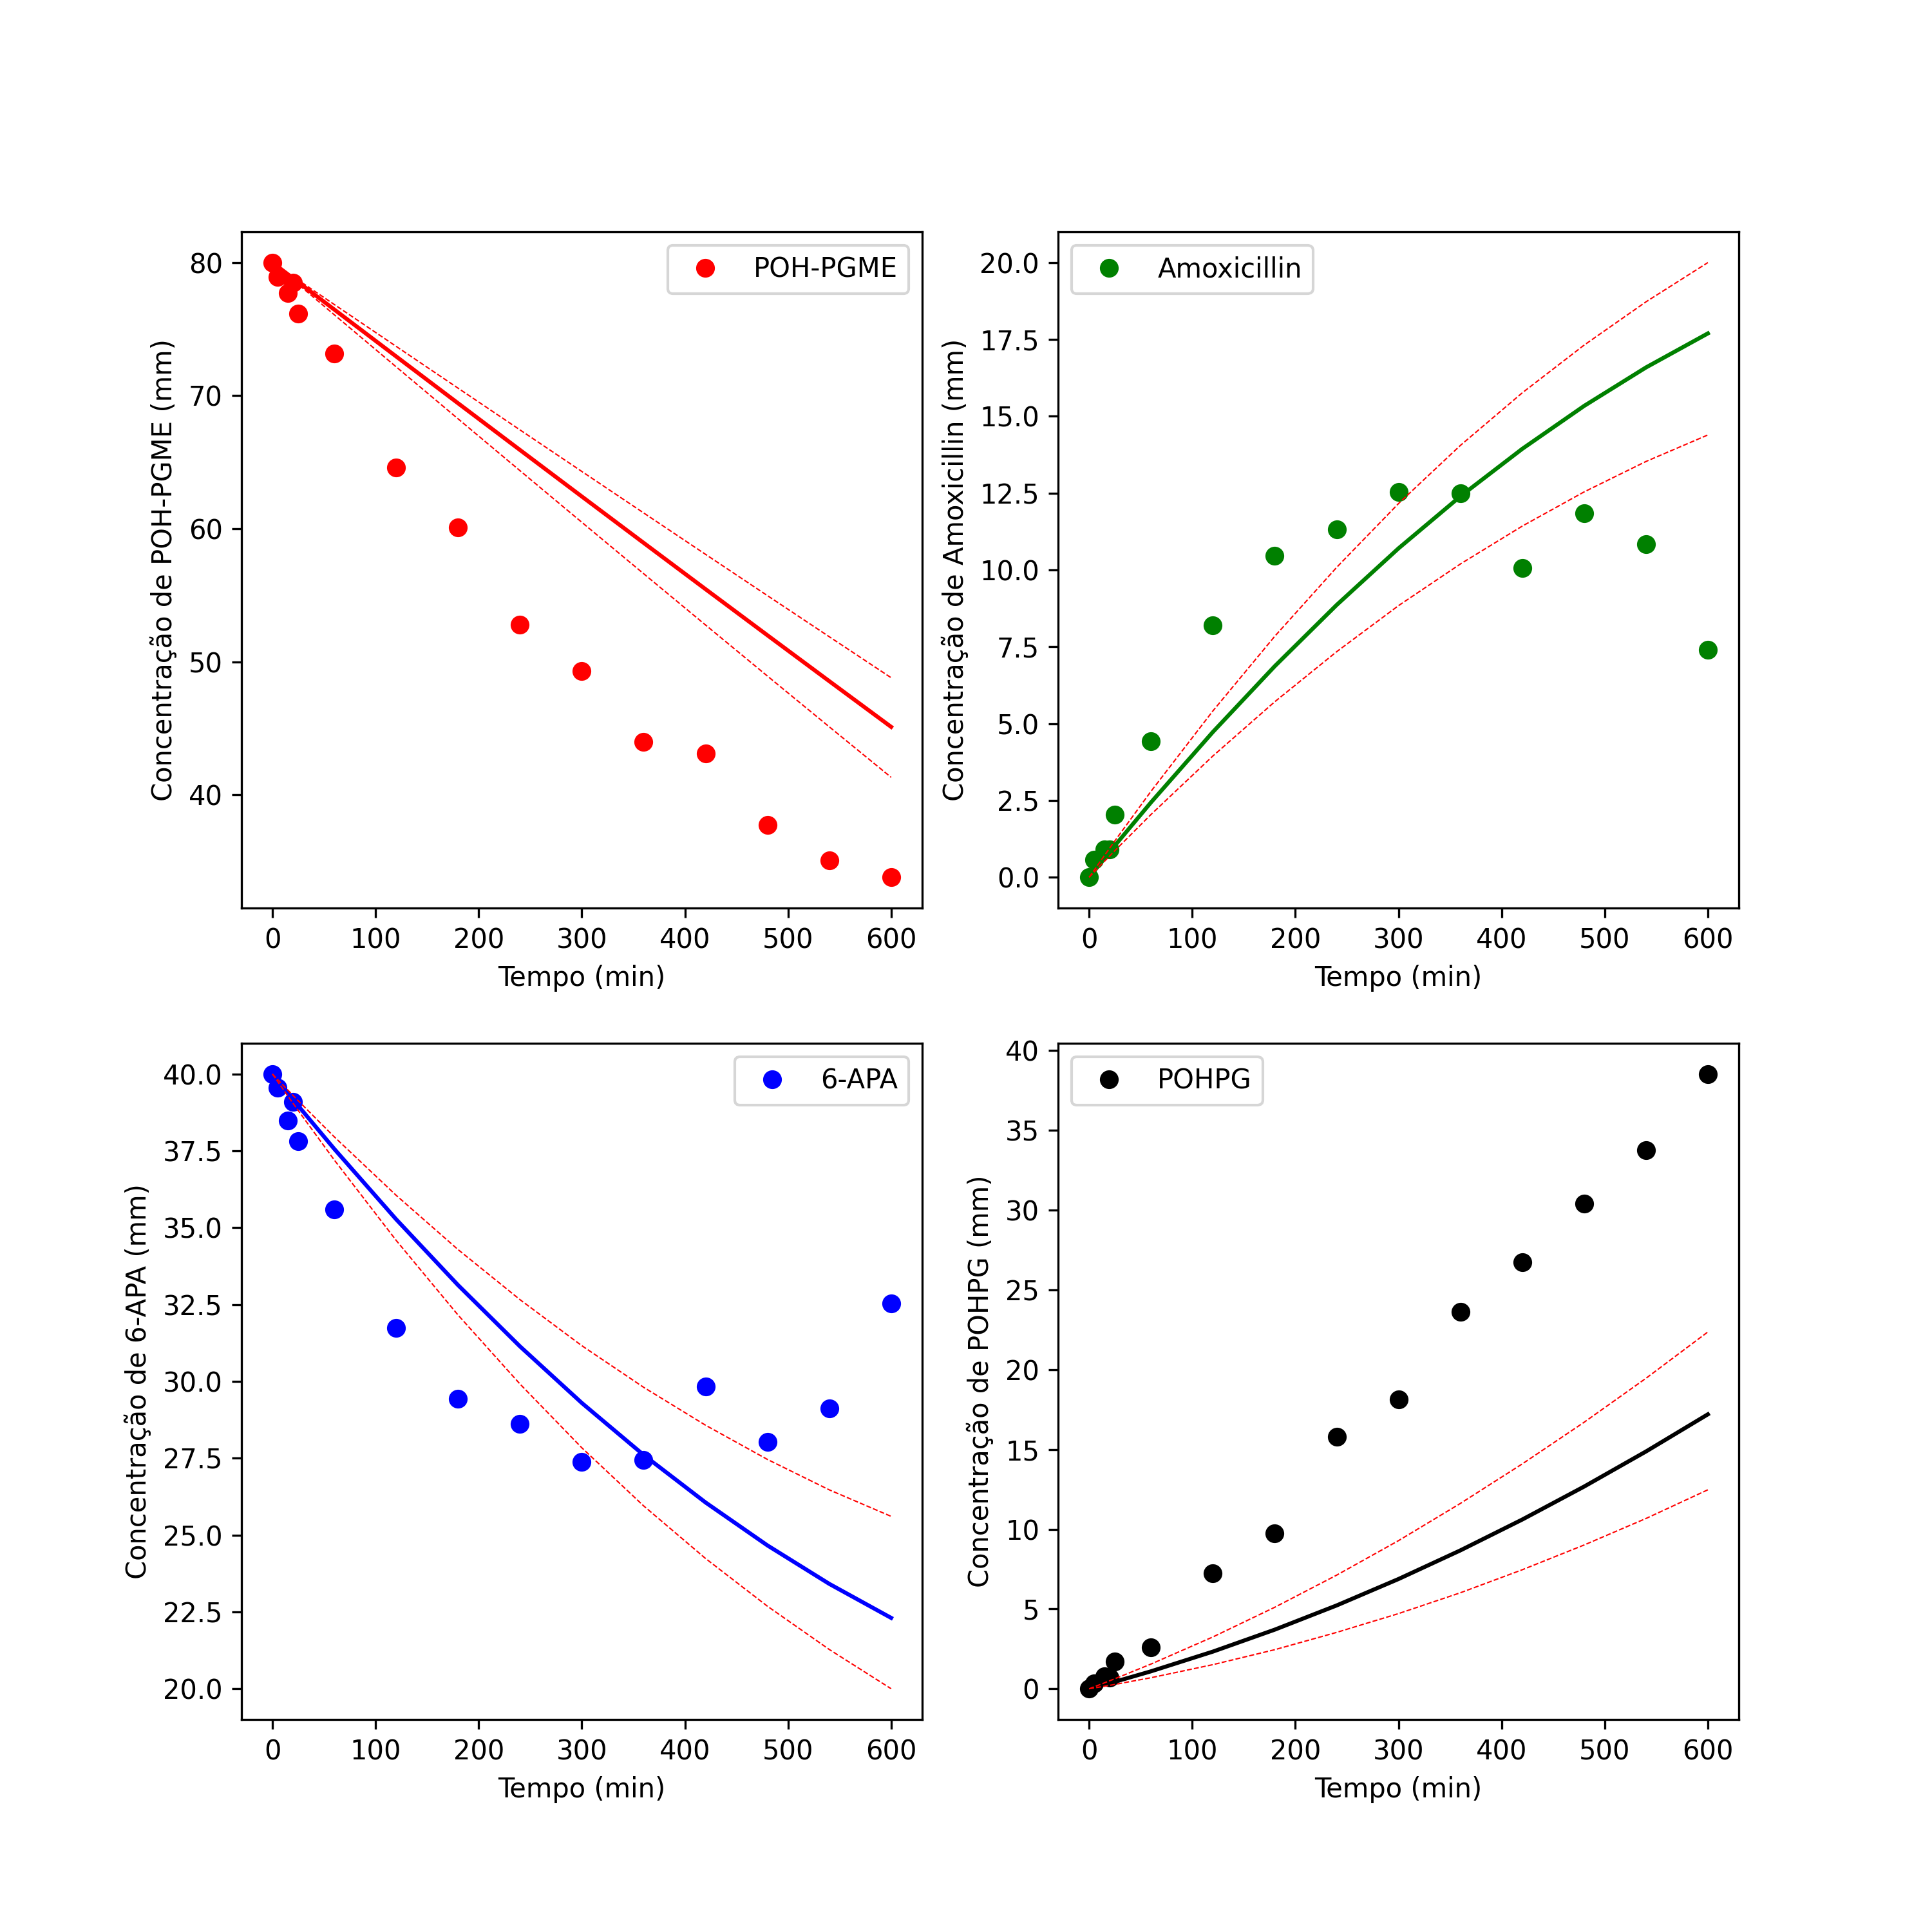 POH-PGME
80
70
60
50
40
Concentração de POH-PGME (mm)
0 100 200 300 400 500 600
Tempo (min)
Amoxicillin
20.0
17.5
15.0
12.5
10.0
7.5
5.0
2.5
0.0
Concentração de Amoxicillin (mm)
0 100 200 300 400 500 600
Tempo (min)
6-APA
40.0
37.5
35.0
32.5
30.0
27.5
25.0
22.5
20.0
Concentração de 6-APA (mm)
0 100 200 300 400 500 600
Tempo (min)
POHPG
40
35
30
25
20
15
10
5
0
Concentração de POHPG (mm)
0 100 200 300 400 500 600
Tempo (min)